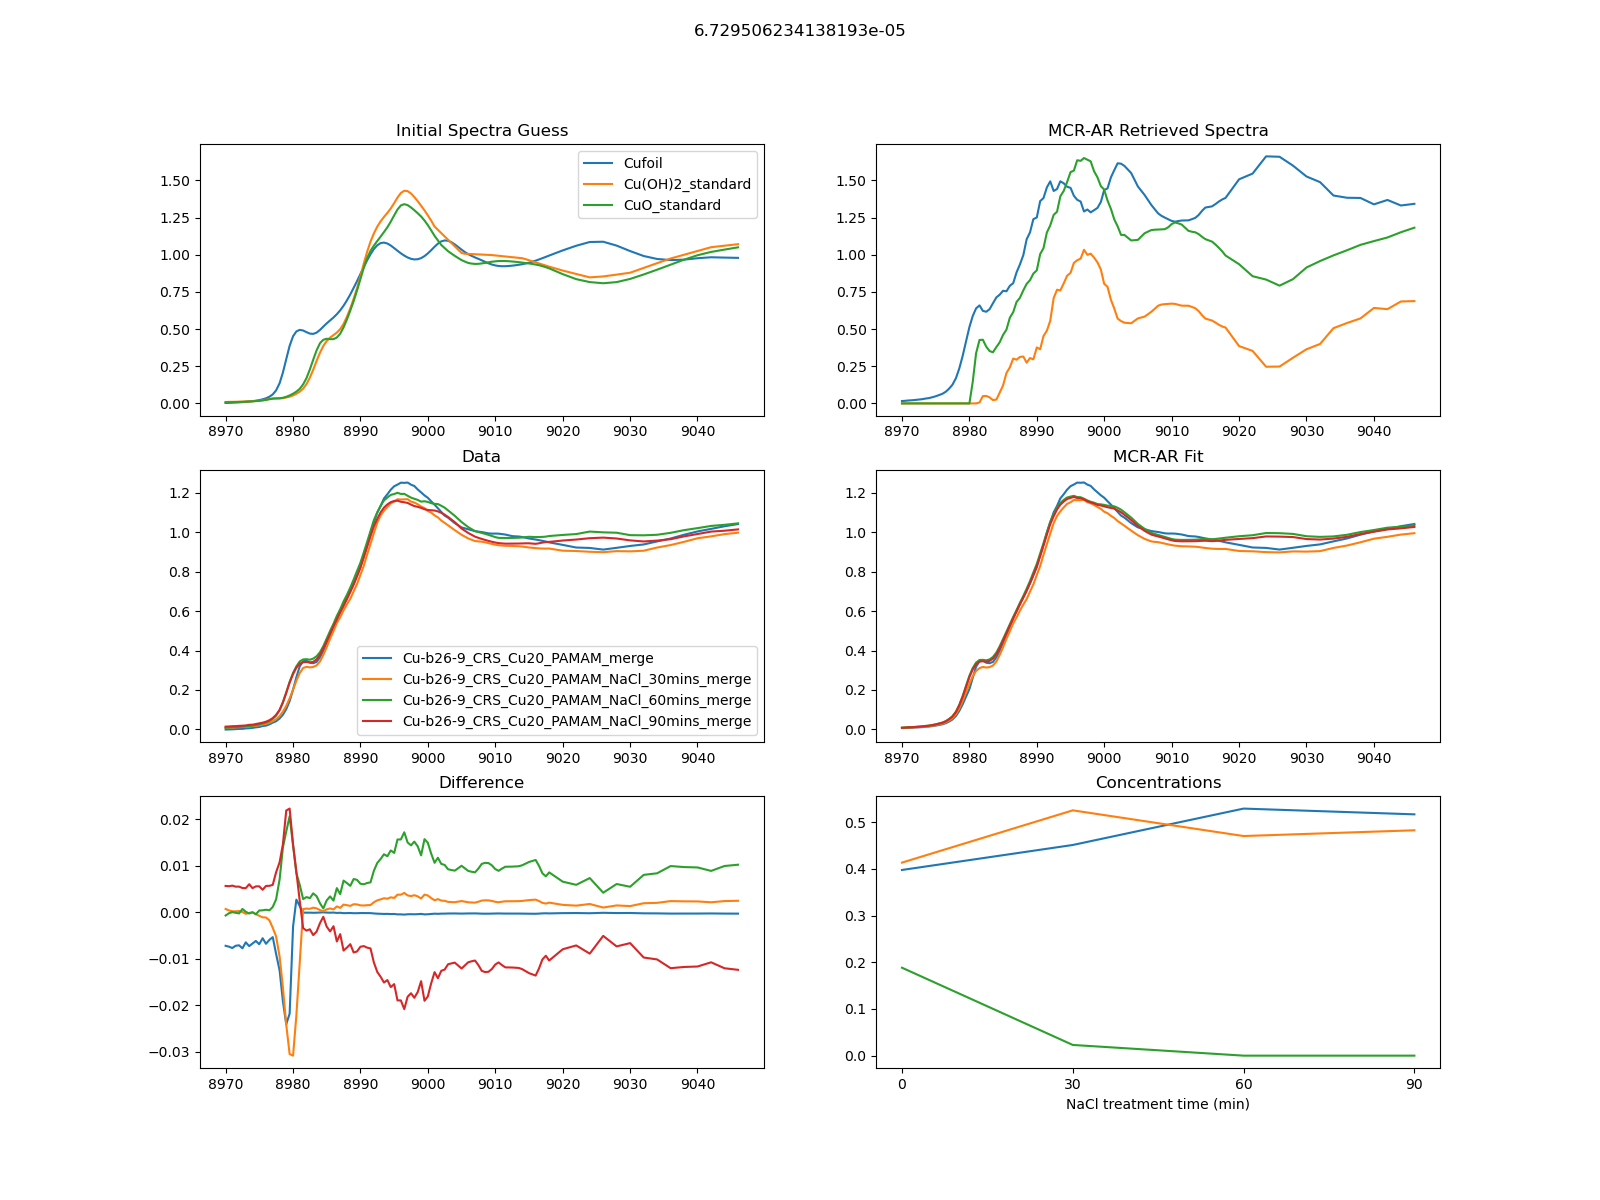 6.729506234138193e-05
Initial Spectra Guess
1.50
1.25
1.00
0.75
0.50
0.25
0.00
Cufoil
Cu(OH)2_standard
CuO_standard
8970 8980 8990 9000 9010 9020 9030 9040
MCR-AR Retrieved Spectra
1.50
1.25
1.00
0.75
0.50
0.25
0.00
8970 8980 8990 9000 9010 9020 9030 9040
Data
1.2
1.0
0.8
0.6
0.4
0.2
0.0
Cu-b26-9_CRS_Cu20_PAMAM_merge
Cu-b26-9_CRS_Cu20_PAMAM_NaCl_30mins_merge
Cu-b26-9_CRS_Cu20_PAMAM_NaCl_60mins_merge
Cu-b26-9_CRS_Cu20_PAMAM_NaCl_90mins_merge
8970 8980 8990 9000 9010 9020 9030 9040
MCR-AR Fit
1.2
1.0
0.8
0.6
0.4
0.2
0.0
8970 8980 8990 9000 9010 9020 9030 9040
Difference
0.02
0.01
0.00
−0.01
−0.02
−0.03
8970 8980 8990 9000 9010 9020 9030 9040
Concentrations
0.5
0.4
0.3
0.2
0.1
0.0
0 30 60 90
NaCl treatment time (min)